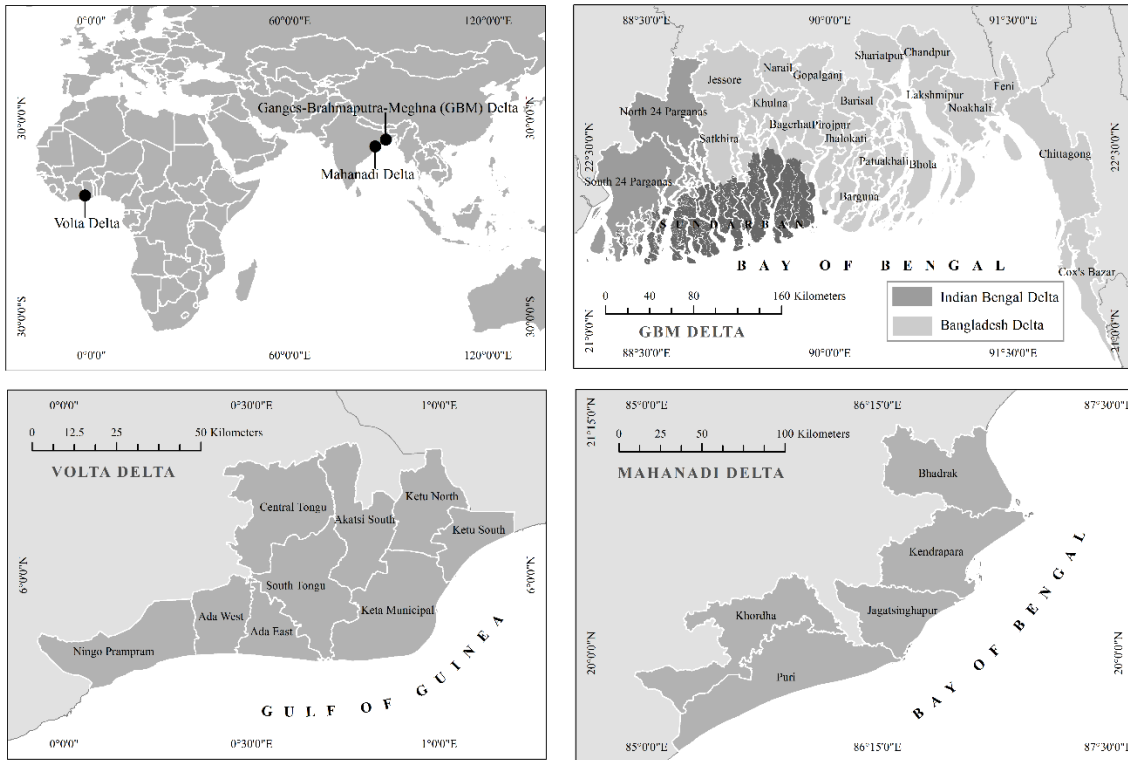 0°0'0" 60°0'0"E 120°0'0"E
30°0'0"N 30°0'0"N
Ganges-Brahmaputra-Meghna (GBM) Delta
Mahanadi Delta
Volta Delta
30°0'0"S 30°0'0"S
0°0'0" 60°0'0"E 120°0'0"E
88°30'0"E 90°0'0"E 91°30'0"E
Shariatpur Chandpur
Narail
Jessore Gopalganj
Feni
Lakshmipur
North 24 Parganas Khulna Barisal
Noakhali
Bagerhat Pirojpur
Satkhira Jhalokati
22°30'0"N 22°30'0"N
Chittagong
Patuakhali Bhola
South 24 Parganas
Barguna
SUNDARBAN
BAY OF BENGAL
Cox's Bazar
0 40 80 160 Kilometers
Indian Bengal Delta
Bangladesh Delta
GBM DELTA
21°0'0"N 21°0'0"N
88°30'0"E 90°0'0"E 91°30'0"E
0°0'0"E 0°30'0"E 1°0'0"E
0 12.5 25 50 Kilometers
VOLTA DELTA
Ketu North
Central Tongu
Akatsi South
Ketu South
6°0'0"N 6°0'0"N
South Tongu
Keta Municipal
Ada West
Ada East
Ningo Prampram
GULF OF GUINEA
0°0'0"E 0°30'0"E 1°0'0"E
85°0'0"E 86°15'0"E 87°30'0"E
21°15'0"N
0 25 50 100 Kilometers
MAHANADI DELTA
Bhadrak
Kendrapara
Jagatsinghapur
Khordha
20°0'0"N 20°0'0"N
Puri
BAY OF BENGAL
85°0'0"E 86°15'0"E 87°30'0"E